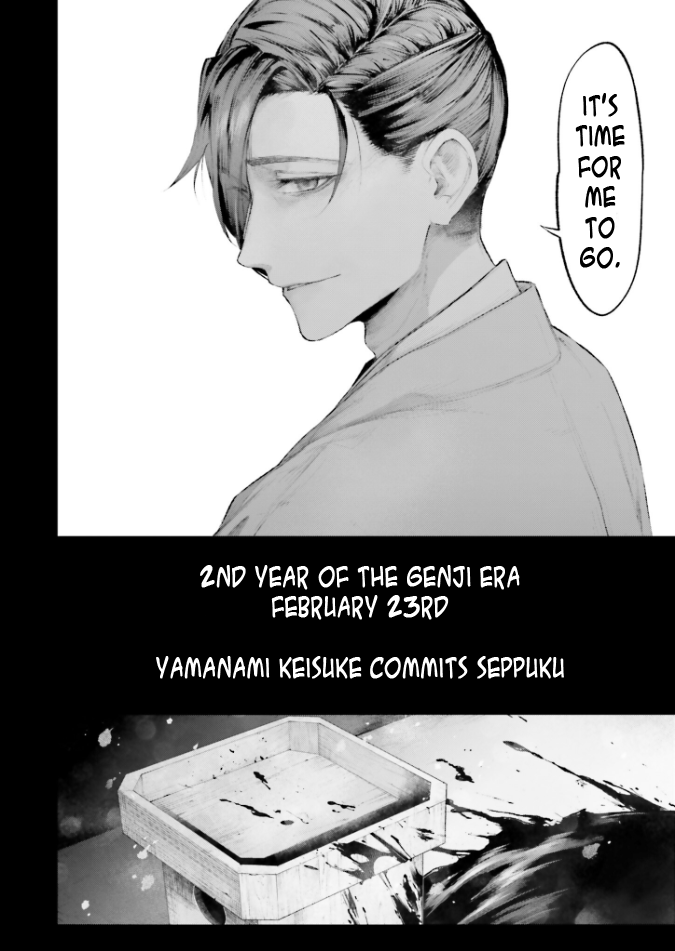 IT'S
TIME
FOR
ME
TO
GO.
2ND YEAR OF THE GENJI ERA
FEBRUARY 23RD
YAMANAMI KEISUKE COMMITS SEPPUKU